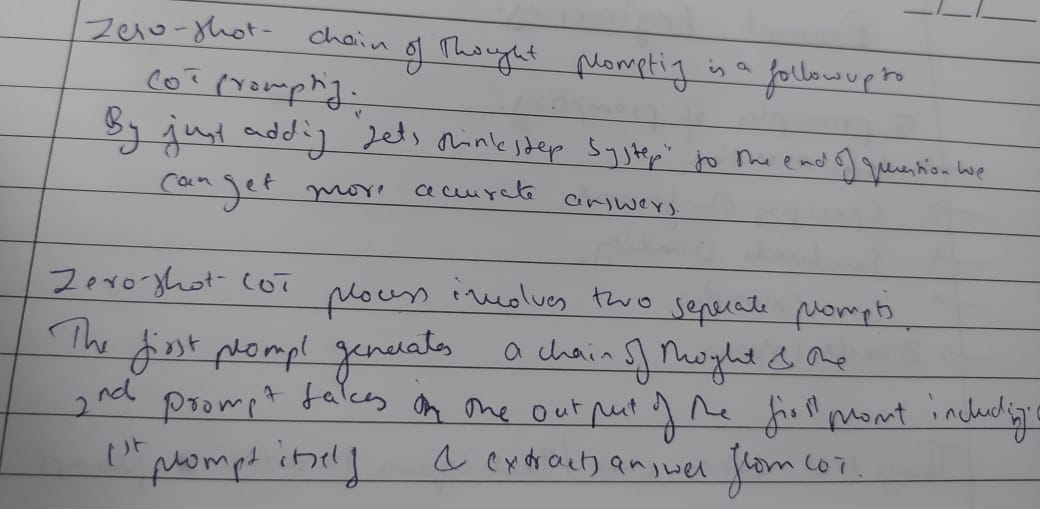 Zero-shot- chain of Thought prompting is a followup to
COT prompting.
By just adding "Lets think step by step" to the end of question we
can get more accurate answers.
Zero-shot-COT process involves two seperate prompts.
The first prompt generates a chain of thoght & the
2nd prompt takes in the output of the first promt including
1st prompt itself & extracts answer from COT.